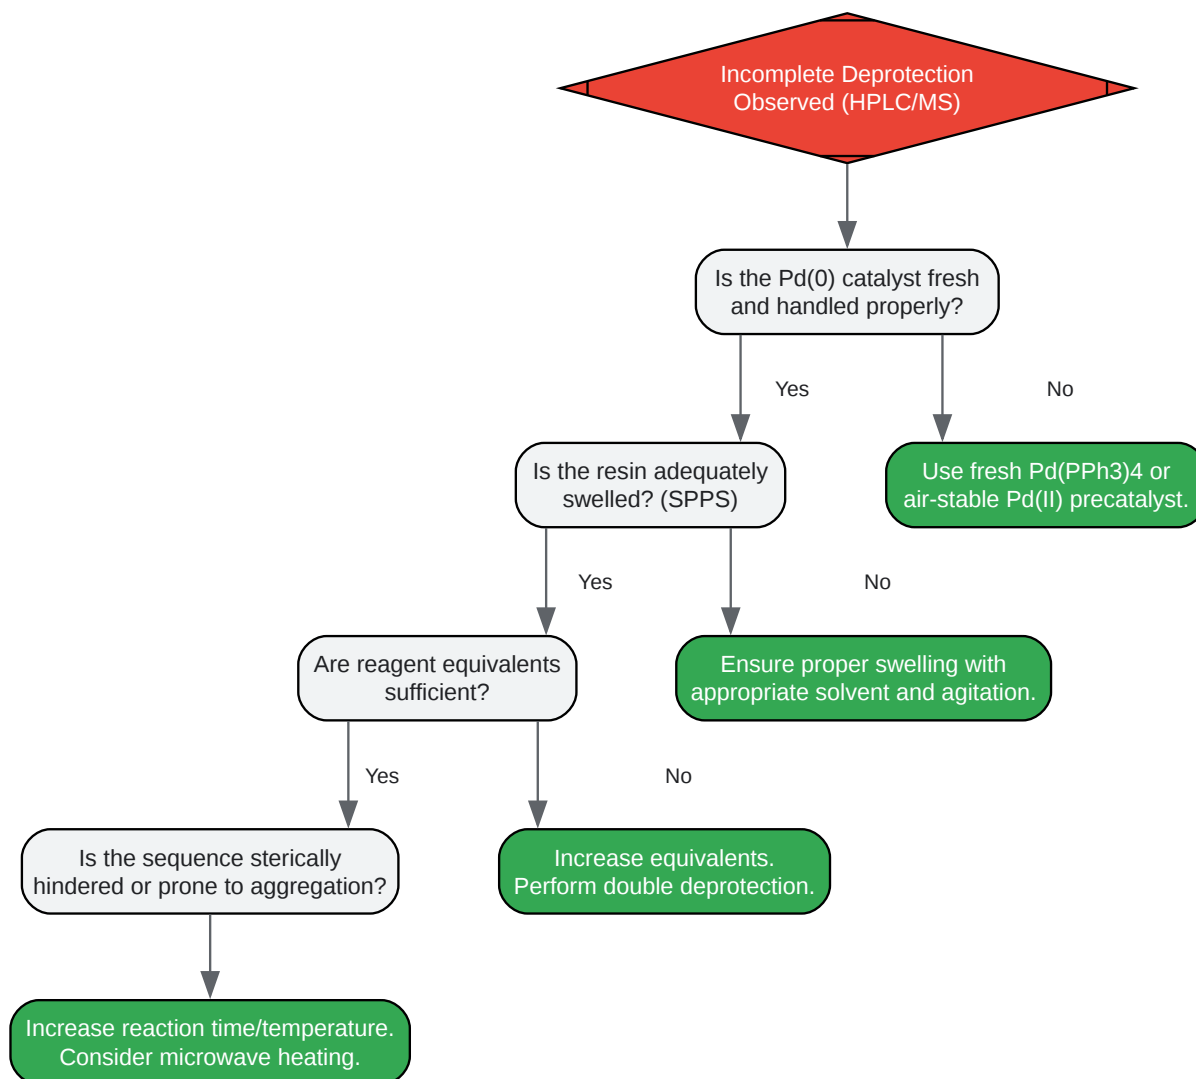 Incomplete Deprotection
Observed (HPLC/MS)
Is the Pd(0) catalyst fresh
and handled properly?
Yes
No
Is the resin adequately
swelled? (SPPS)
Use fresh Pd(PPh3)4 or
air-stable Pd(II) precatalyst.
Yes
No
Are reagent equivalents
sufficient?
Ensure proper swelling with
appropriate solvent and agitation.
Yes
No
Is the sequence sterically
hindered or prone to aggregation?
Increase equivalents.
Perform double deprotection.
Increase reaction time/temperature.
Consider microwave heating.